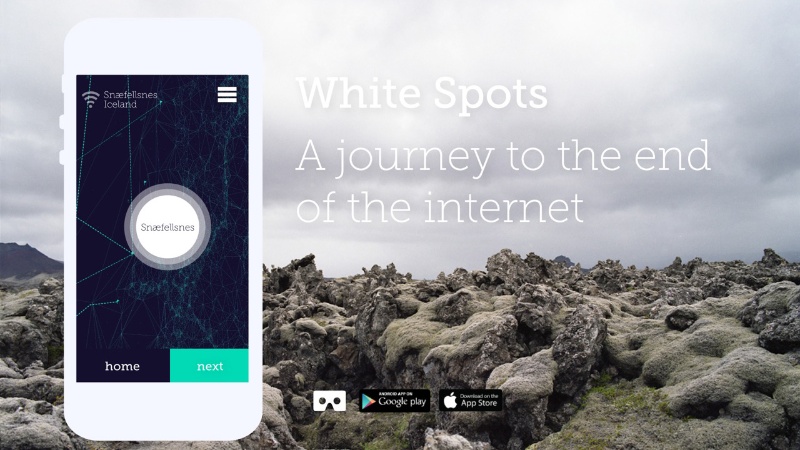 Snæfellsnes
Iceland
Snæfellsnes
home
next
White Spots
A journey to the end
of the internet
ANDROID APP ON
Google play
Download on the
App Store